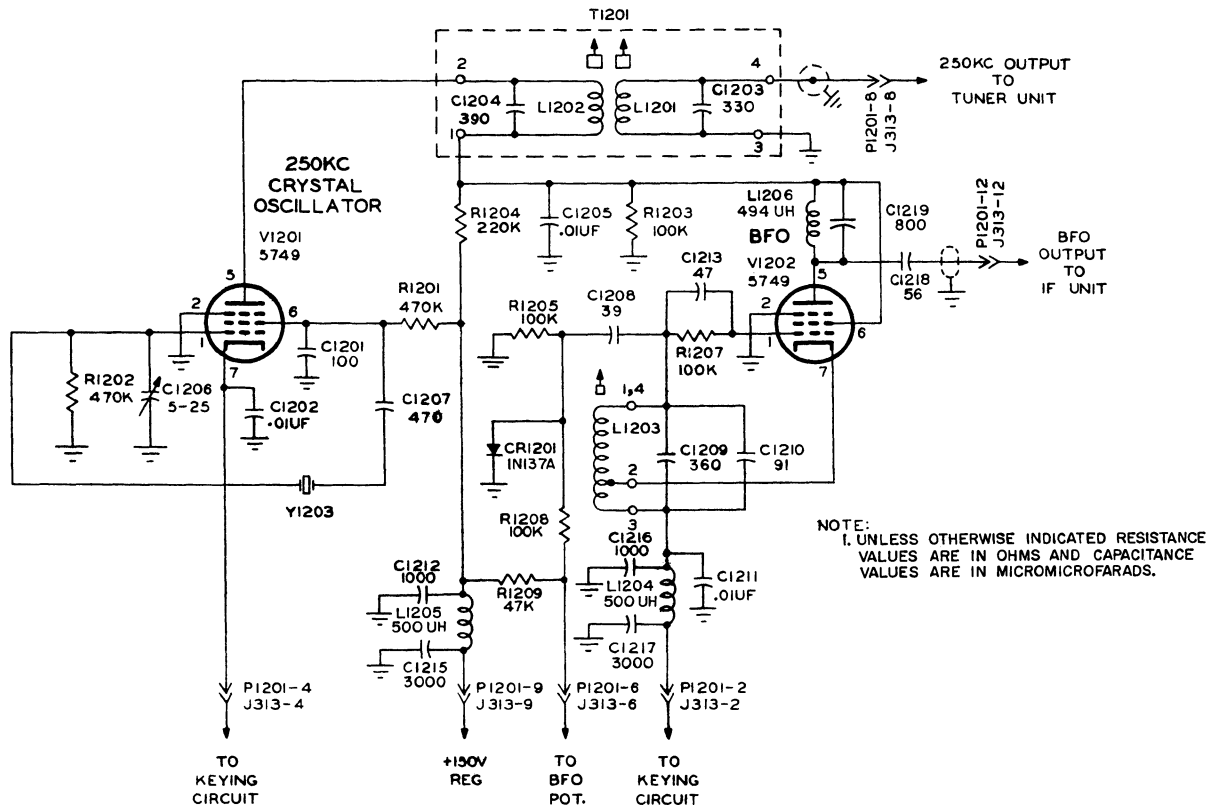 T1201
2
4
C1204
390
L1202
L1201
C1203
330
1
3
P1201-8
J313-8
250KC OUTPUT
TO
TUNER UNIT
250KC
CRYSTAL
OSCILLATOR
V1201
5749
R1204
220K
C1205
.01UF
R1203
100K
L1206
494 UH
BFO
C1219
800
P1201-12
J313-12
C1218
56
BFO
OUTPUT
TO
IF UNIT
V1202
5749
5
2
6
1
7
5
2
6
1
7
R1201
470K
C1201
100
R1202
470K
C1206
5-25
C1202
.01UF
C1207
470
Y1203
R1205
100K
C1208
39
C1213
47
R1207
100K
CR1201
1N137A
1,4
L1203
2
3
C1209
360
C1210
91
R1208
100K
C1212
1000
L1205
500 UH
C1215
3000
R1209
47K
C1216
1000
L1204
500 UH
C1217
3000
C1211
.01UF
NOTE:
1. UNLESS OTHERWISE INDICATED RESISTANCE
VALUES ARE IN OHMS AND CAPACITANCE
VALUES ARE IN MICROMICROFARADS.
P1201-4
J313-4
P1201-9
J313-9
P1201-6
J313-6
P1201-2
J313-2
TO
KEYING
CIRCUIT
+150V
REG
TO
BFO
POT.
TO
KEYING
CIRCUIT